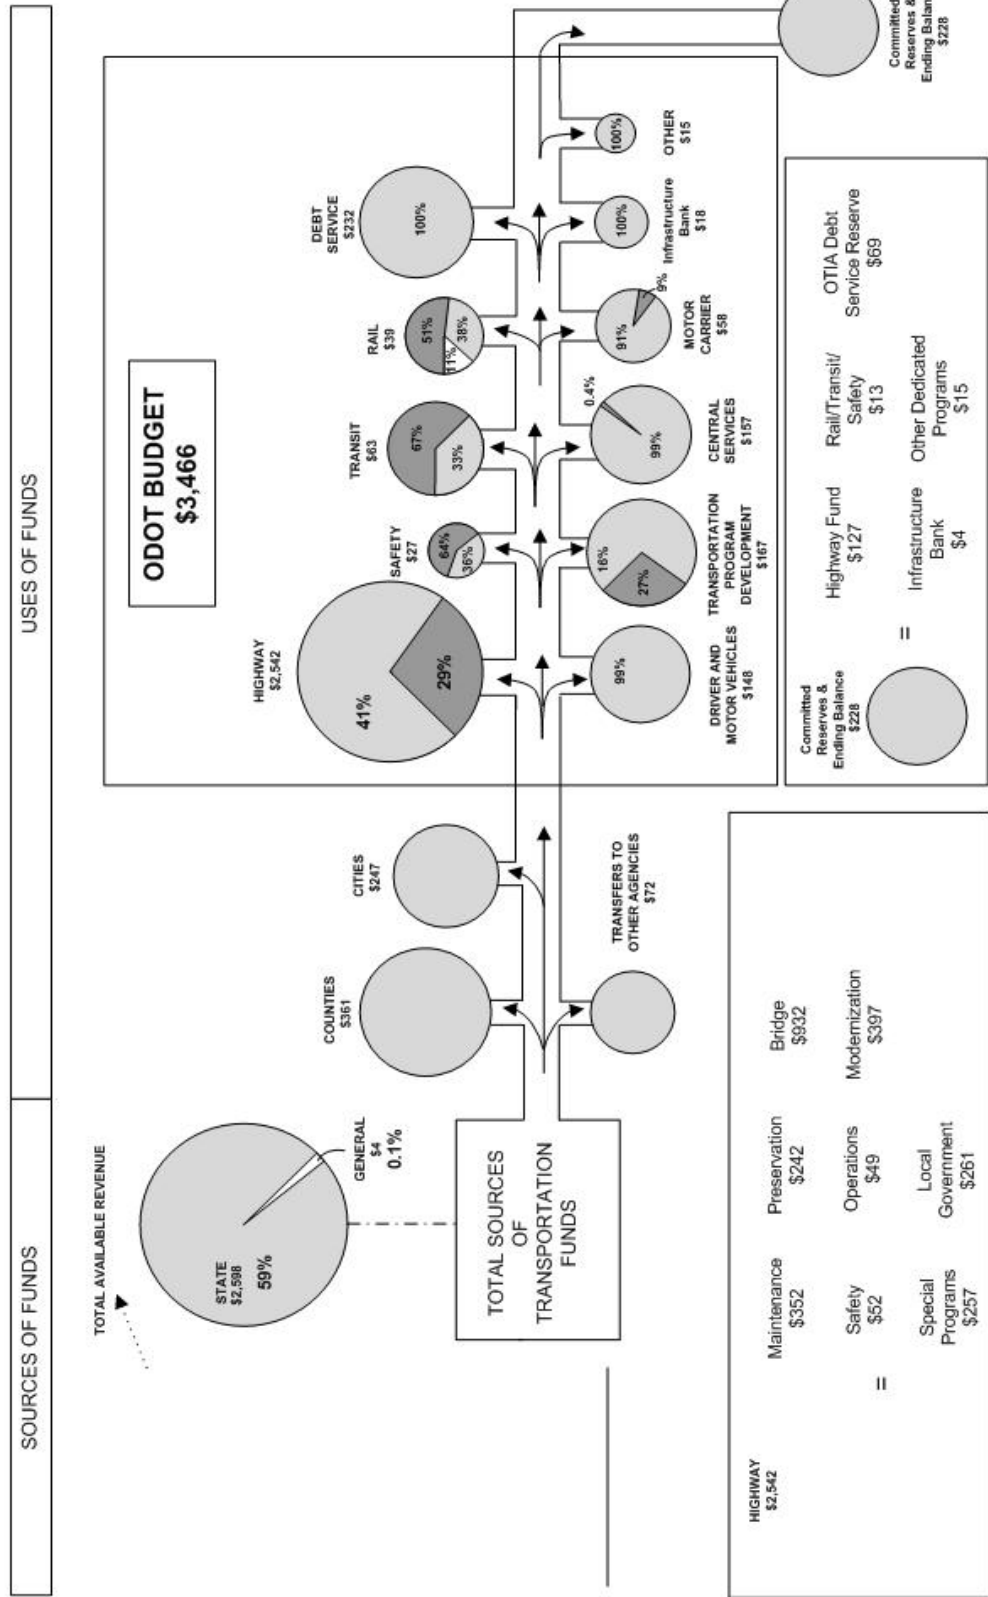 SOURCES OF FUNDS
USES OF FUNDS
TOTAL AVAILABLE REVENUE
STATE
$2,598
59%
GENERAL
$4
0.1%
TOTAL SOURCES
OF
TRANSPORTATION
FUNDS
COUNTIES
$361
CITIES
$247
TRANSFERS TO
OTHER AGENCIES
$72
ODOT BUDGET
$3,466
HIGHWAY
$2,542
41%
29%
SAFETY
$27
64%
36%
TRANSIT
$63
67%
33%
RAIL
$39
51%
11%
38%
DEBT
SERVICE
$232
100%
99%
DRIVER AND
MOTOR VEHICLES
$148
16%
27%
TRANSPORTATION
PROGRAM
DEVELOPMENT
$167
0.4%
99%
CENTRAL
SERVICES
$157
91%
9%
MOTOR
CARRIER
$58
100%
Infrastructure
Bank
$18
100%
OTHER
$15
Committed
Reserves &
Ending Balan
$228
HIGHWAY
$2,542
=
Maintenance
$352
Preservation
$242
Bridge
$932
Safety
$52
Operations
$49
Modernization
$397
Special
Programs
$257
Local
Government
$261
Committed
Reserves &
Ending Balance
$228
=
Highway Fund
$127
Rail/Transit/
Safety
$13
OTIA Debt
Service Reserve
$69
Infrastructure
Bank
$4
Other Dedicated
Programs
$15